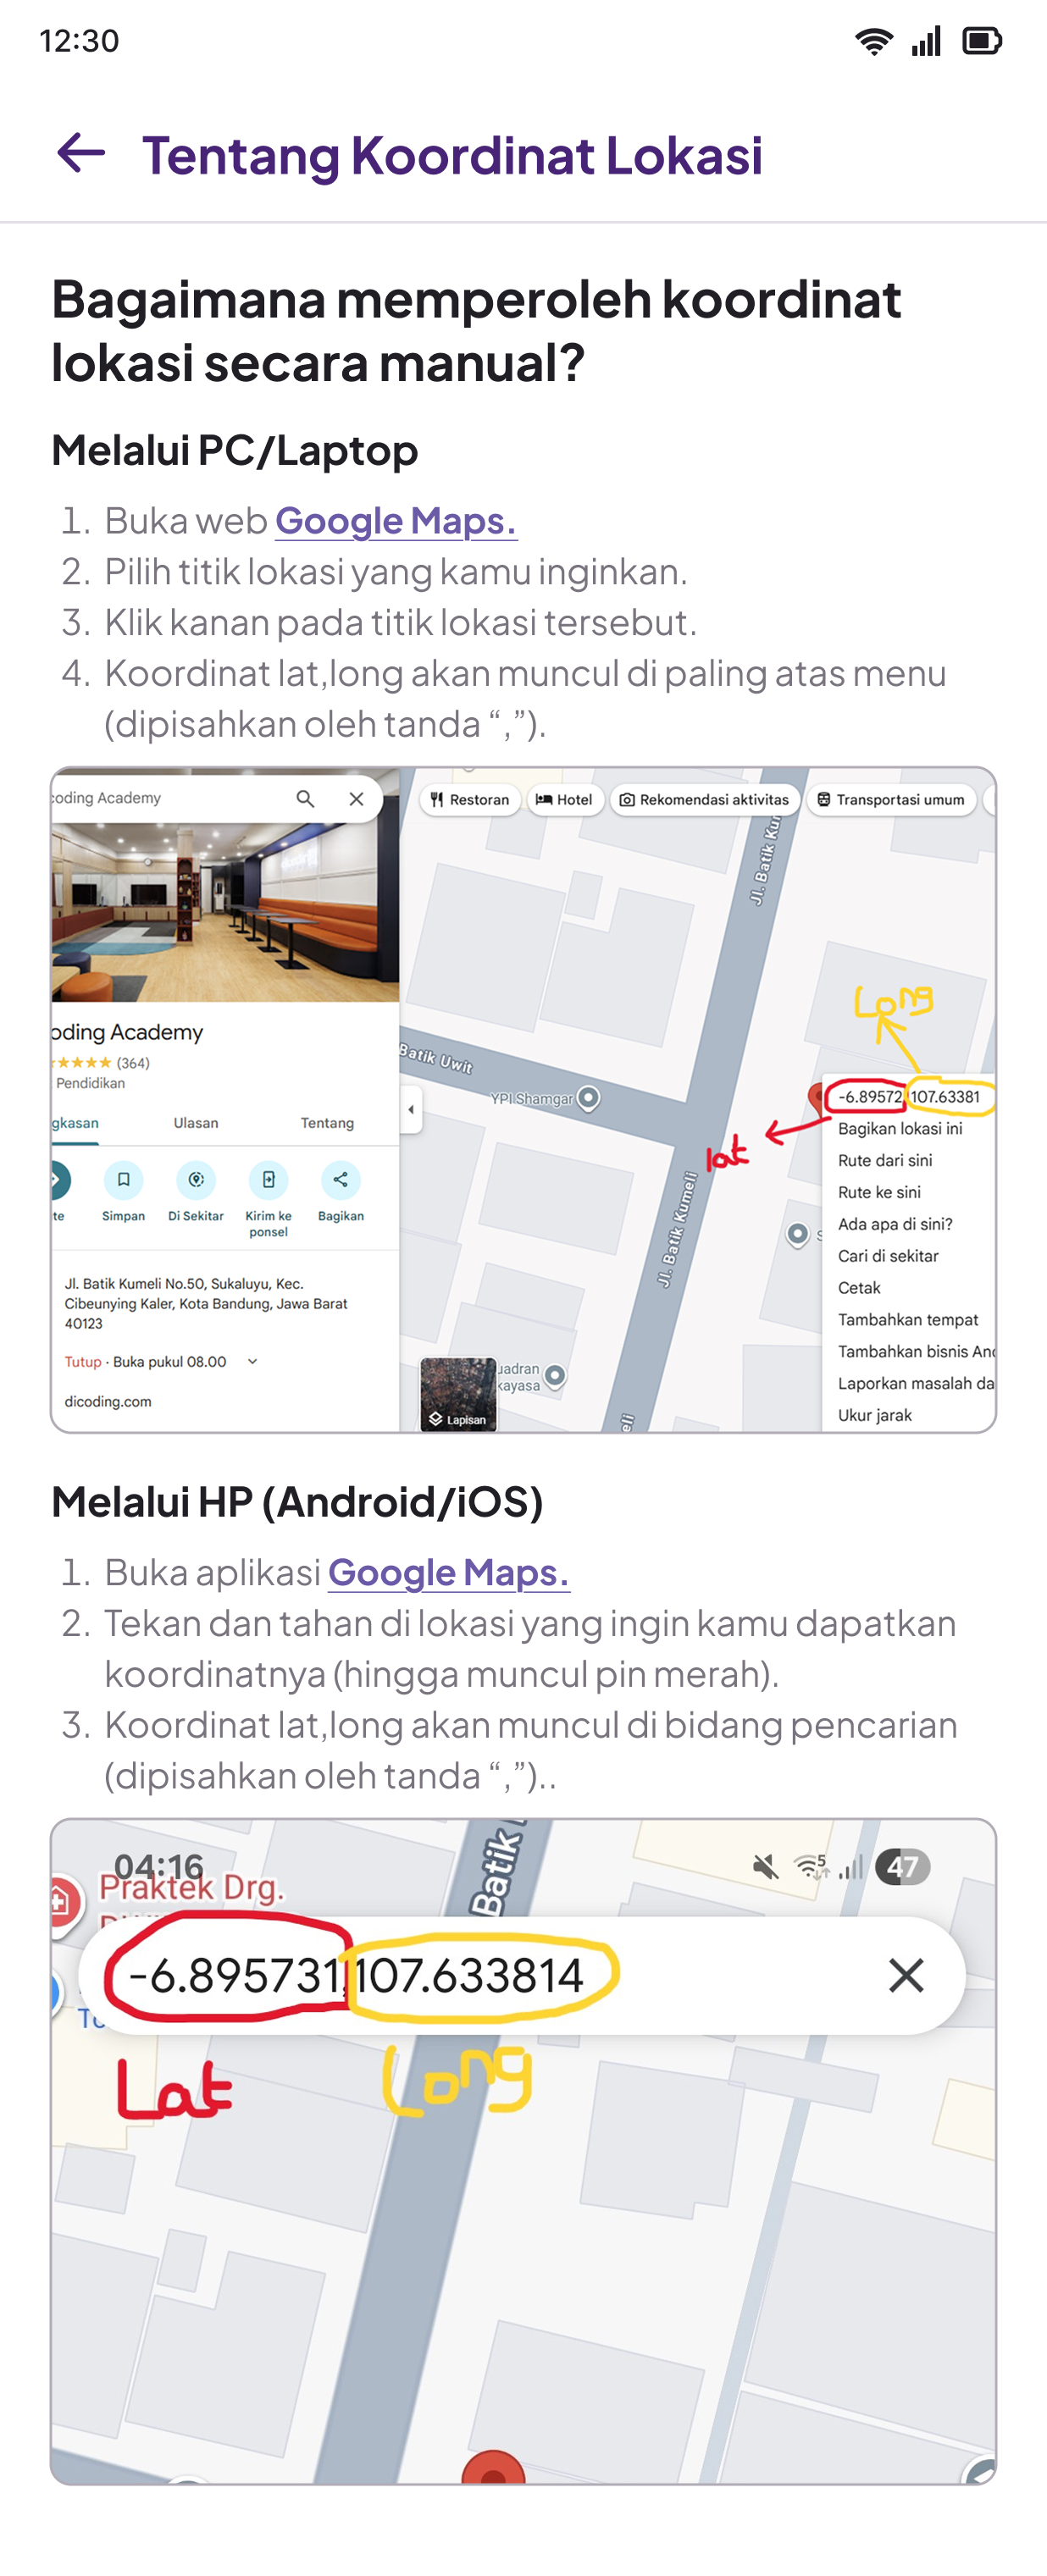 12:30
Tentang Koordinat Lokasi
Bagaimana memperoleh koordinat
lokasi secara manual?
Melalui PC/Laptop
1. Buka web Google Maps.
2. Pilih titik lokasi yang kamu inginkan.
3. Klik kanan pada titik lokasi tersebut.
4. Koordinat lat,long akan muncul di paling atas menu
(dipisahkan oleh tanda “,”).
coding Academy
Restoran
Hotel
Rekomendasi aktivitas
Transportasi umum
oding Academy
(364)
Pendidikan
gkasan
Ulasan
Tentang
te
Simpan
Di Sekitar
Kirim ke
ponsel
Bagikan
Jl. Batik Kumeli No.50, Sukaluyu, Kec.
Cibeunying Kaler, Kota Bandung, Jawa Barat
40123
Tutup · Buka pukul 08.00
dicoding.com
Jl. Batik Kum
Batik Uwit
YPI Shamgar
Jl. Batik Kumeli
uadran
kayasa
Lapisan
eli
Long
lat
-6.89572, 107.63381
Bagikan lokasi ini
Rute dari sini
Rute ke sini
Ada apa di sini?
Cari di sekitar
Cetak
Tambahkan tempat
Tambahkan bisnis And
Laporkan masalah da
Ukur jarak
Melalui HP (Android/iOS)
1. Buka aplikasi Google Maps.
2. Tekan dan tahan di lokasi yang ingin kamu dapatkan
koordinatnya (hingga muncul pin merah).
3. Koordinat lat,long akan muncul di bidang pencarian
(dipisahkan oleh tanda “,”)..
04:16
5
47
Praktek Drg.
Batik
-6.895731,107.633814
Lat
Long